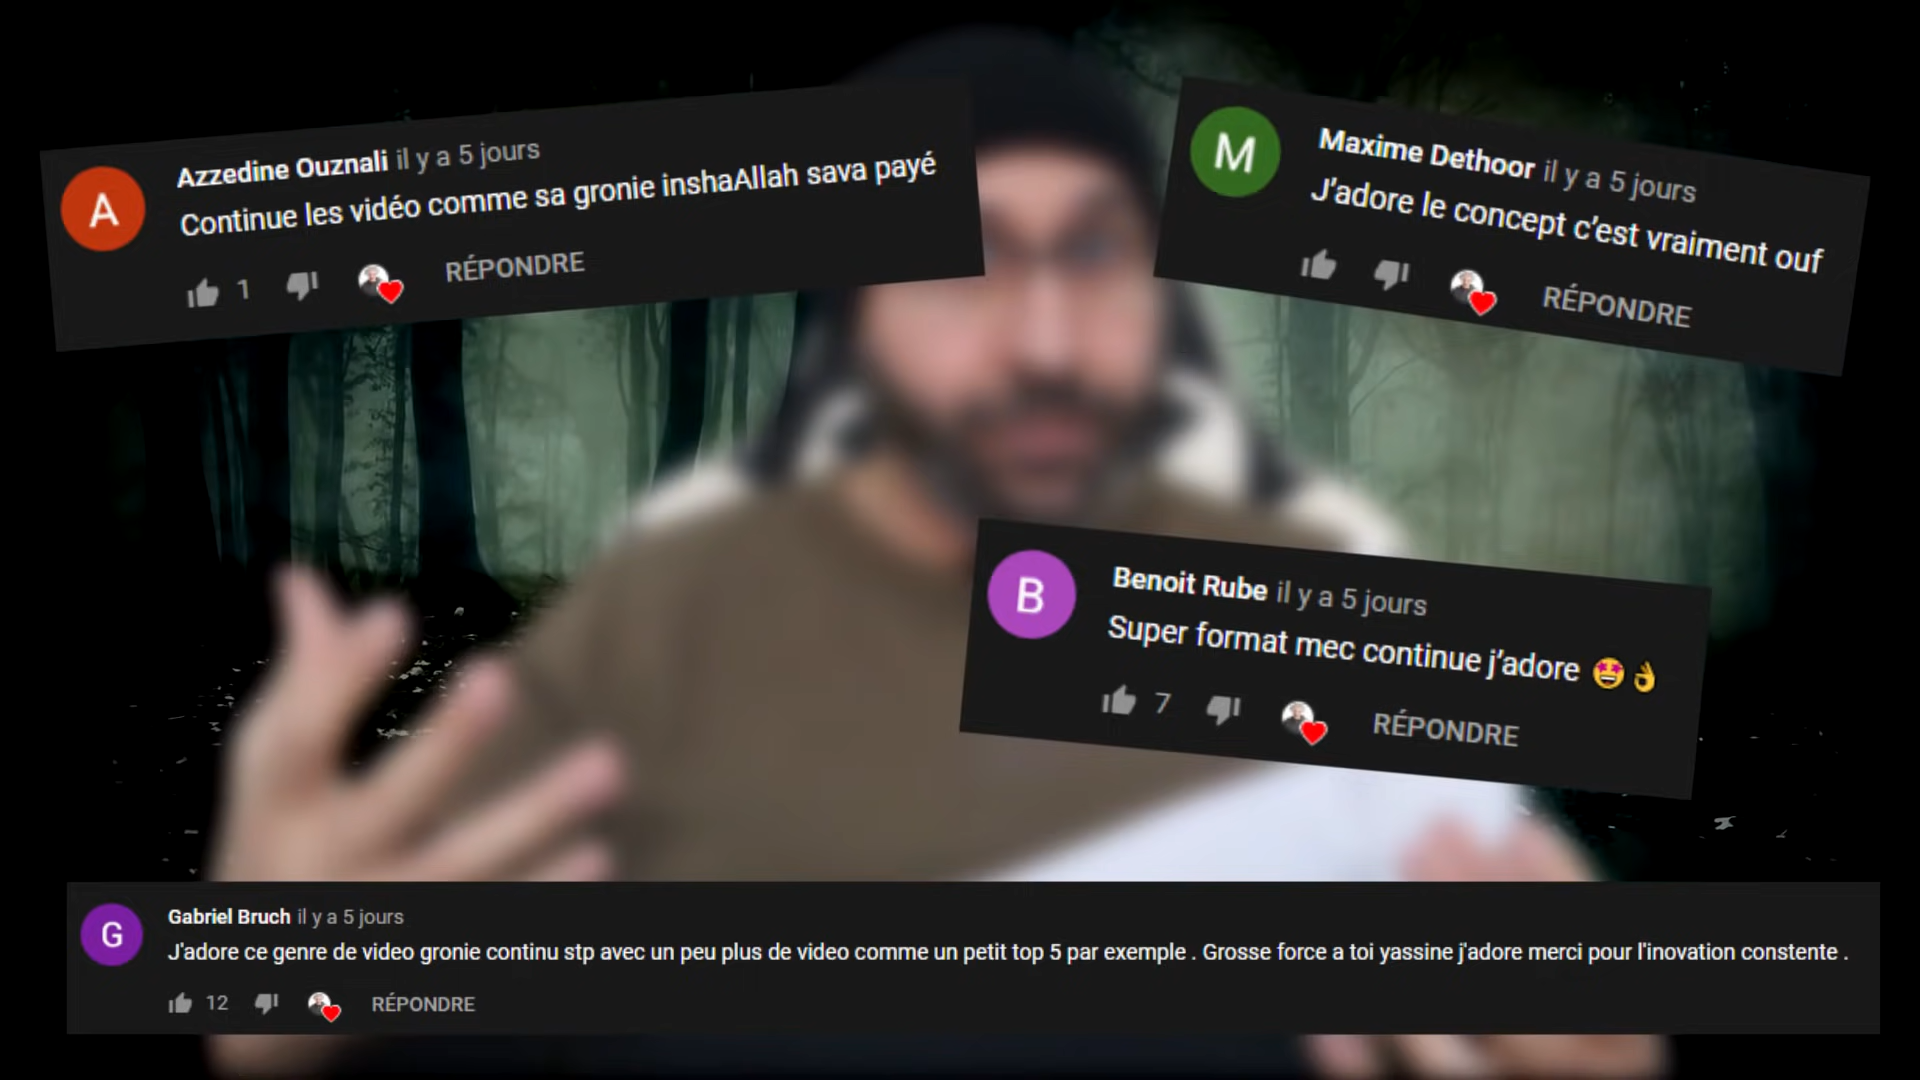 A
Azzedine Ouznali il y a 5 jours
Continue les vidéo comme sa gronie inshaAllah sava payé
1 RÉPONDRE
M
Maxime Dethoor il y a 5 jours
J'adore le concept c'est vraiment ouf
RÉPONDRE
B
Benoit Rube il y a 5 jours
Super format mec continue j'adore 🤩👌
7 RÉPONDRE
G
Gabriel Bruch il y a 5 jours
J'adore ce genre de video gronie continu stp avec un peu plus de video comme un petit top 5 par exemple . Grosse force a toi yassine j'adore merci pour l'inovation constente .
12 RÉPONDRE